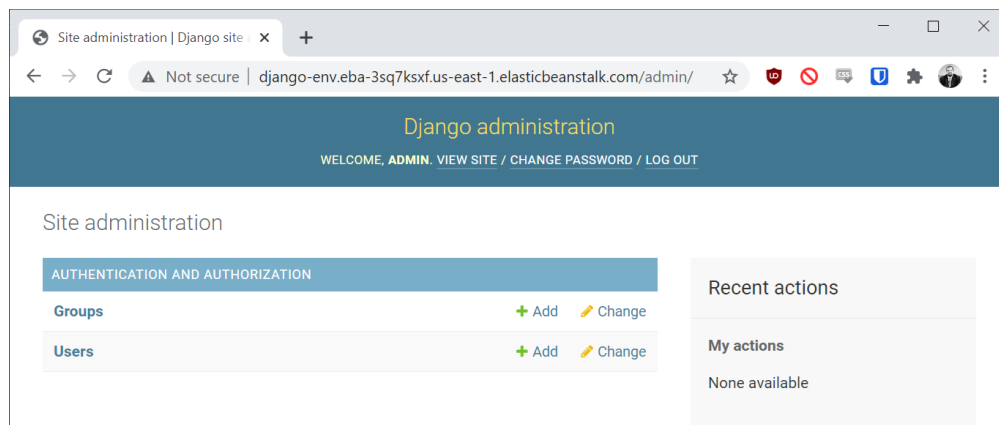 Site administration | Django site
Not secure | django-env.eba-3sq7ksxf.us-east-1.elasticbeanstalk.com/admin/
CSS
Django administration
WELCOME, ADMIN. VIEW SITE / CHANGE PASSWORD / LOG OUT
Site administration
AUTHENTICATION AND AUTHORIZATION
Groups + Add Change
Users + Add Change
Recent actions
My actions
None available